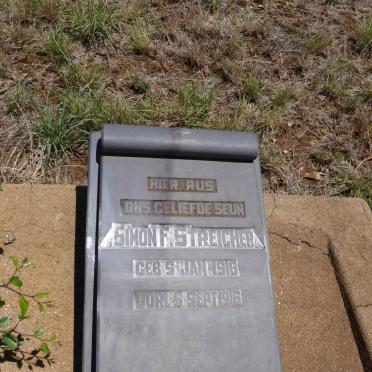 HIER RUS
ONS GELIEFDE SEUN
SIMON F. STREICHER
GEB. 5 JAN. 1916
OORL. 5 SEPT. 1916